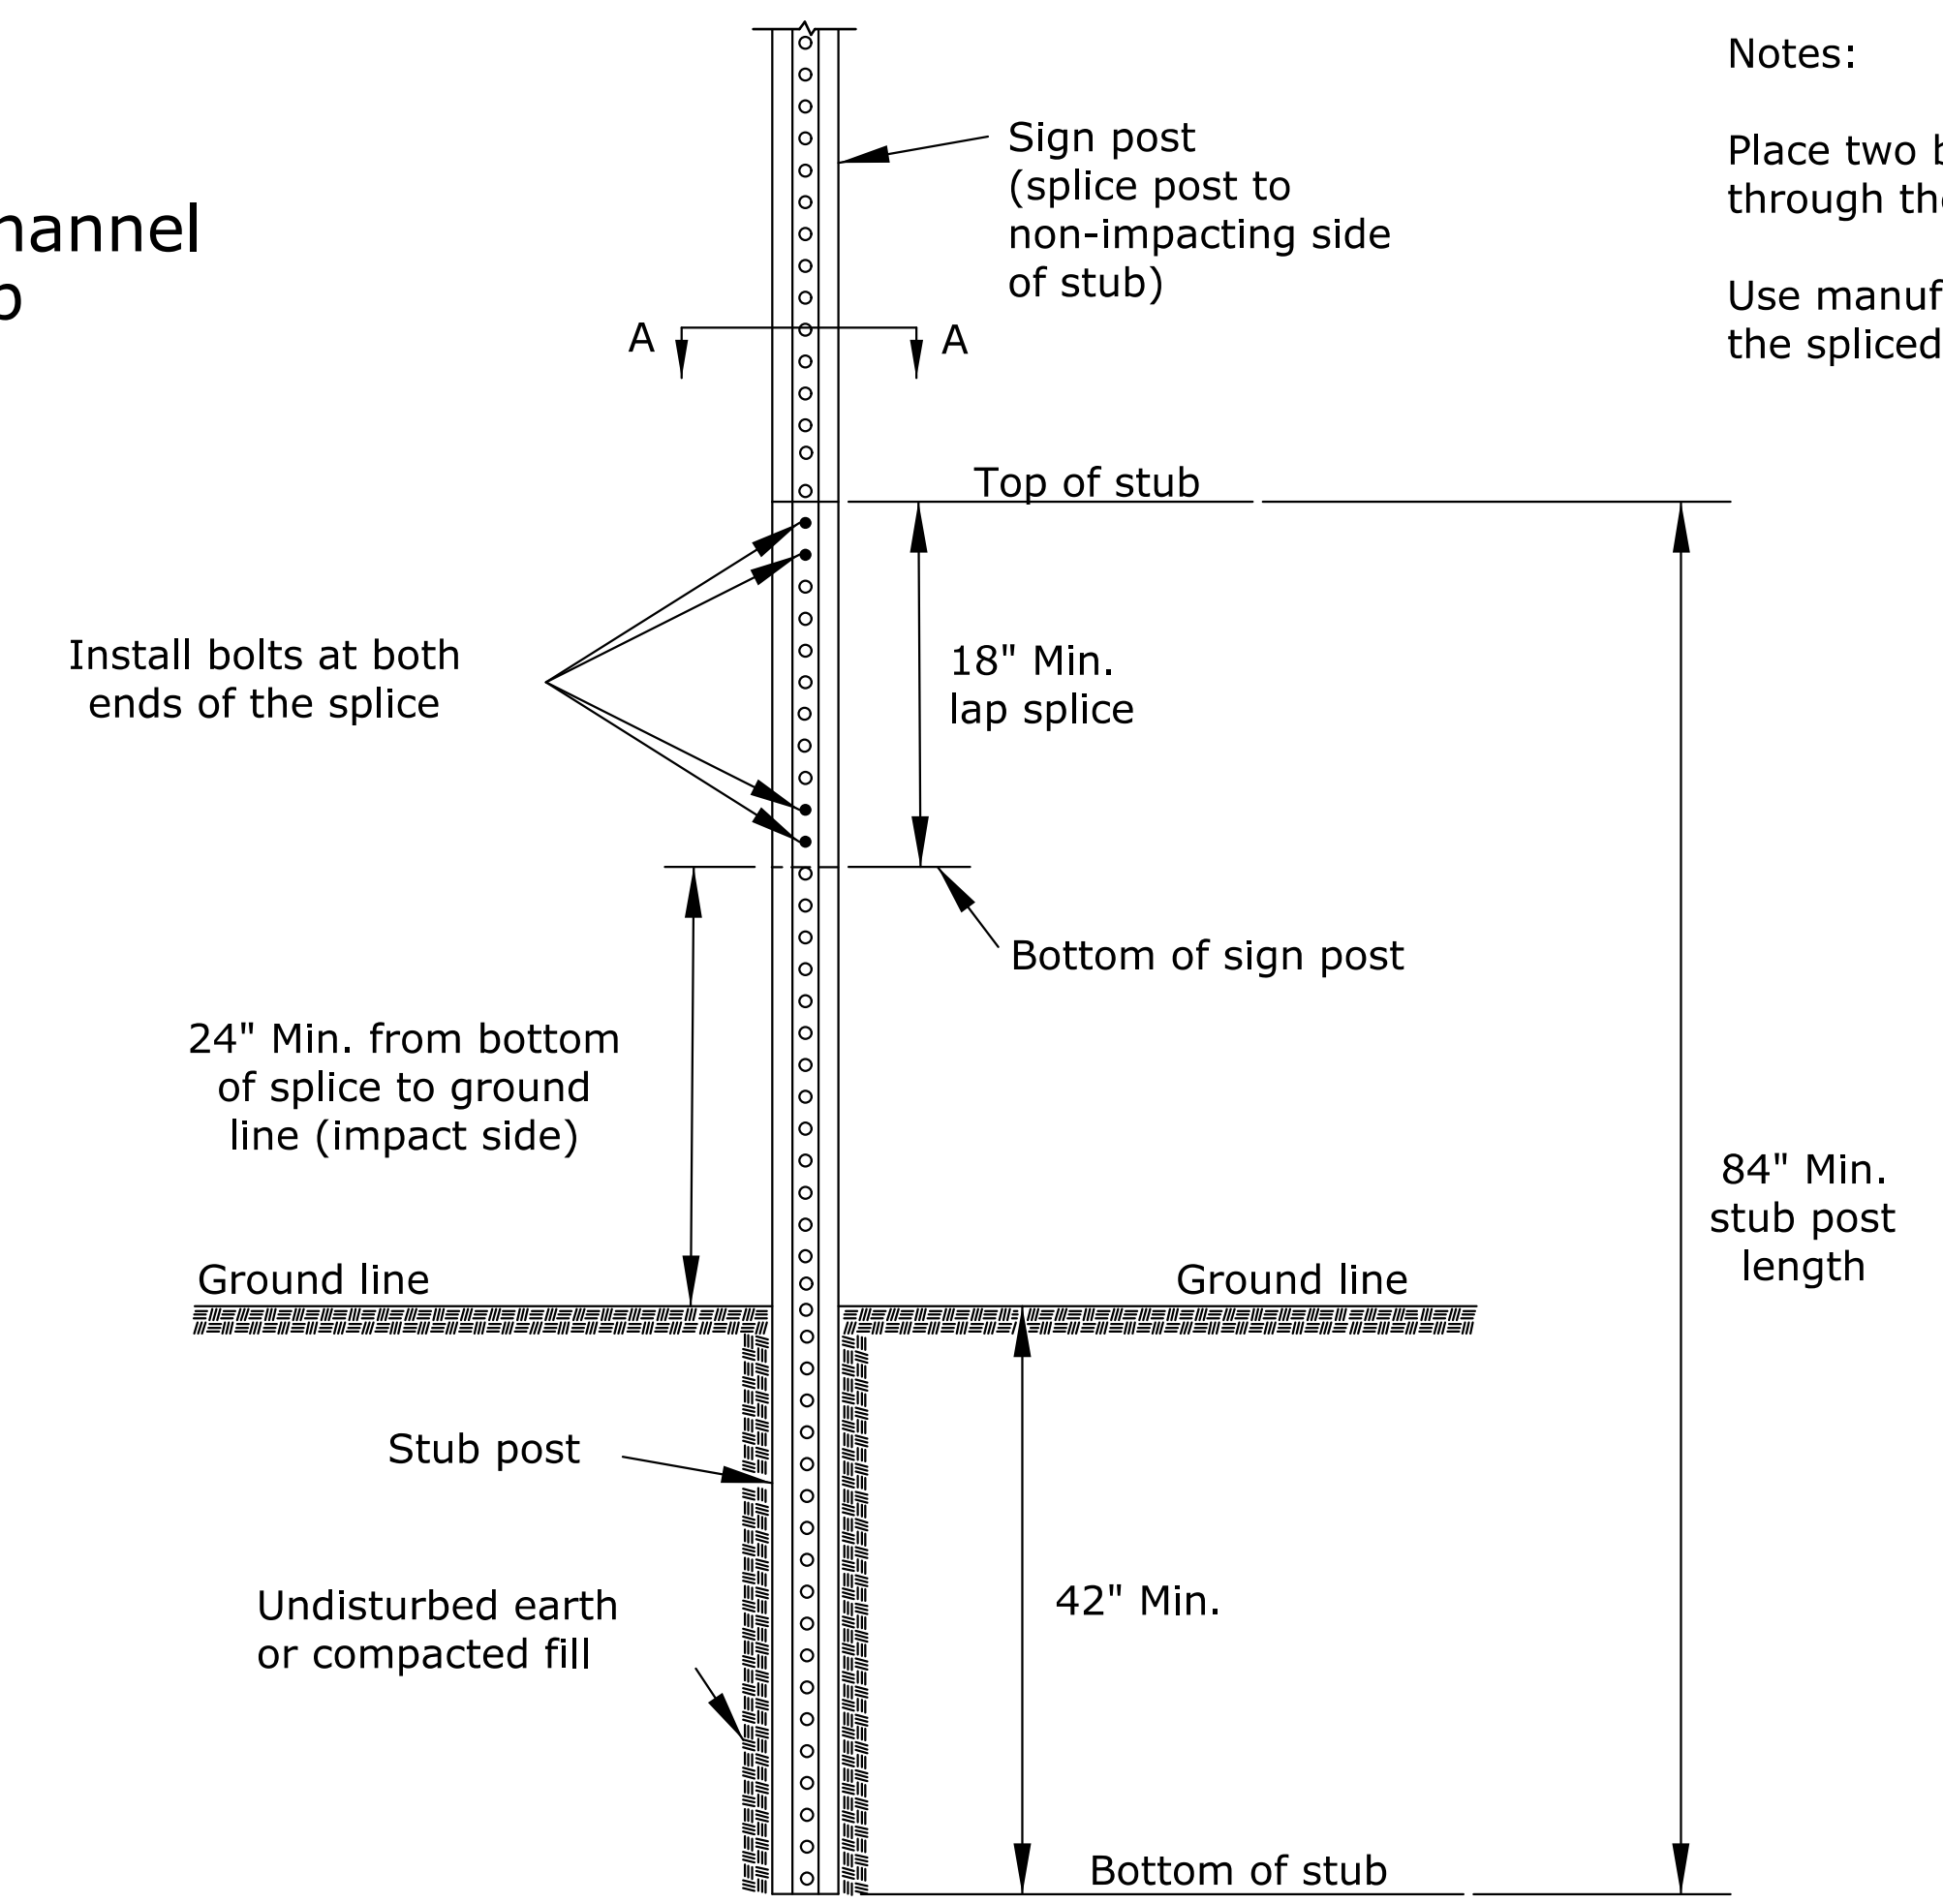 Notes:
Place two
through
Use
the spliced
Sign post
(splice post to
non-impacting side
of stub)
A
A
Top of stub
Install bolts at both
ends of the splice
18" Min.
lap splice
Bottom of sign post
24" Min. from bottom
of splice to ground
line (impact side)
84" Min.
stub post
length
Ground line
Ground line
Stub post
Undisturbed earth
or compacted fill
42" Min.
Bottom of stub